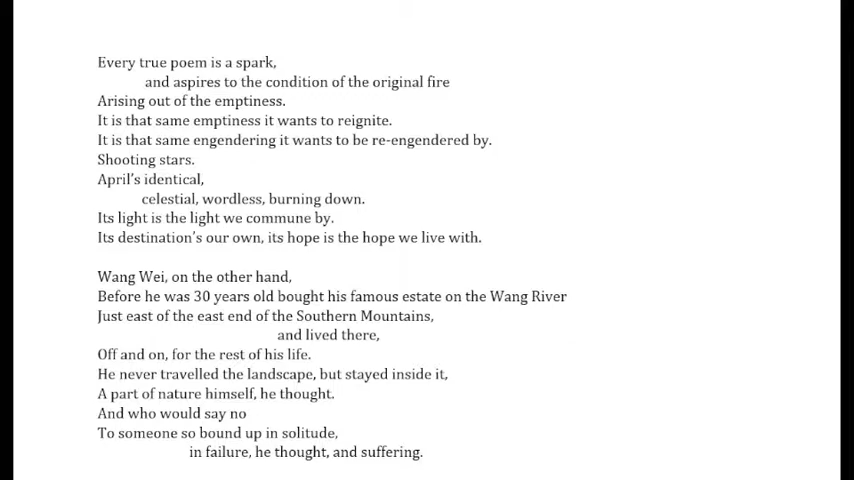 Every true poem is a spark,
and aspires to the condition of the original fire
Arising out of the emptiness.
It is that same emptiness it wants to reignite.
It is that same engendering it wants to be re-engendered by.
Shooting stars.
April's identical,
celestial, wordless, burning down.
Its light is the light we commune by.
Its destination's our own, its hope is the hope we live with.

Wang Wei, on the other hand,
Before he was 30 years old bought his famous estate on the Wang River
Just east of the east end of the Southern Mountains,
and lived there,
Off and on, for the rest of his life.
He never travelled the landscape, but stayed inside it,
A part of nature himself, he thought.
And who would say no
To someone so bound up in solitude,
in failure, he thought, and suffering.